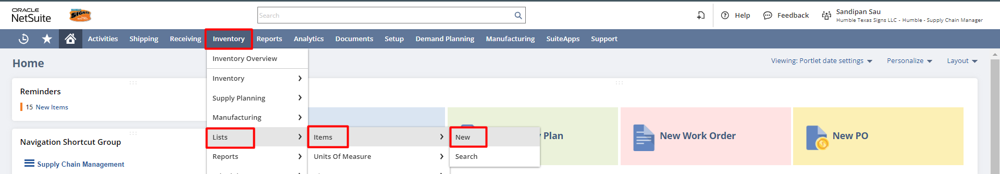 ORACLE
NetSuite
SIGNCO
Search
Help
Feedback
Sandipan Sau
Humble Texas Signs LLC - Humble - Supply Chain Manager
Activities Shipping Receiving Inventory Reports Analytics Documents Setup Demand Planning Manufacturing SuiteApps Support
Home
Viewing: Portlet date settings Personalize Layout
Inventory Overview
Inventory
Supply Planning
Manufacturing
Lists
Reports
Items
Units Of Measure
New
Search
Reminders
15 New Items
Navigation Shortcut Group
Supply Chain Management
Plan
New Work Order
New PO